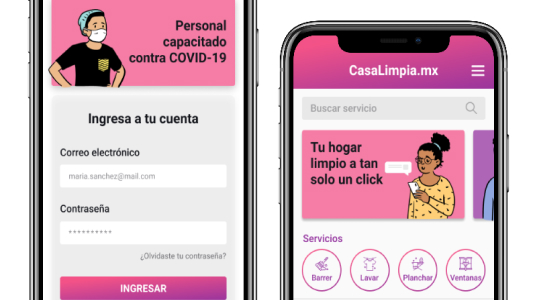 Personal
capacitado
contra COVID-19
Ingresa a tu cuenta
Correo electrónico
maria.sanchez@mail.com
Contraseña
**********
¿Olvidaste tu contraseña?
INGRESAR
CasaLimpia.mx
Buscar servicio
Tu hogar
limpio a tan
solo un click
Servicios
Barrer Lavar Planchar Ventanas